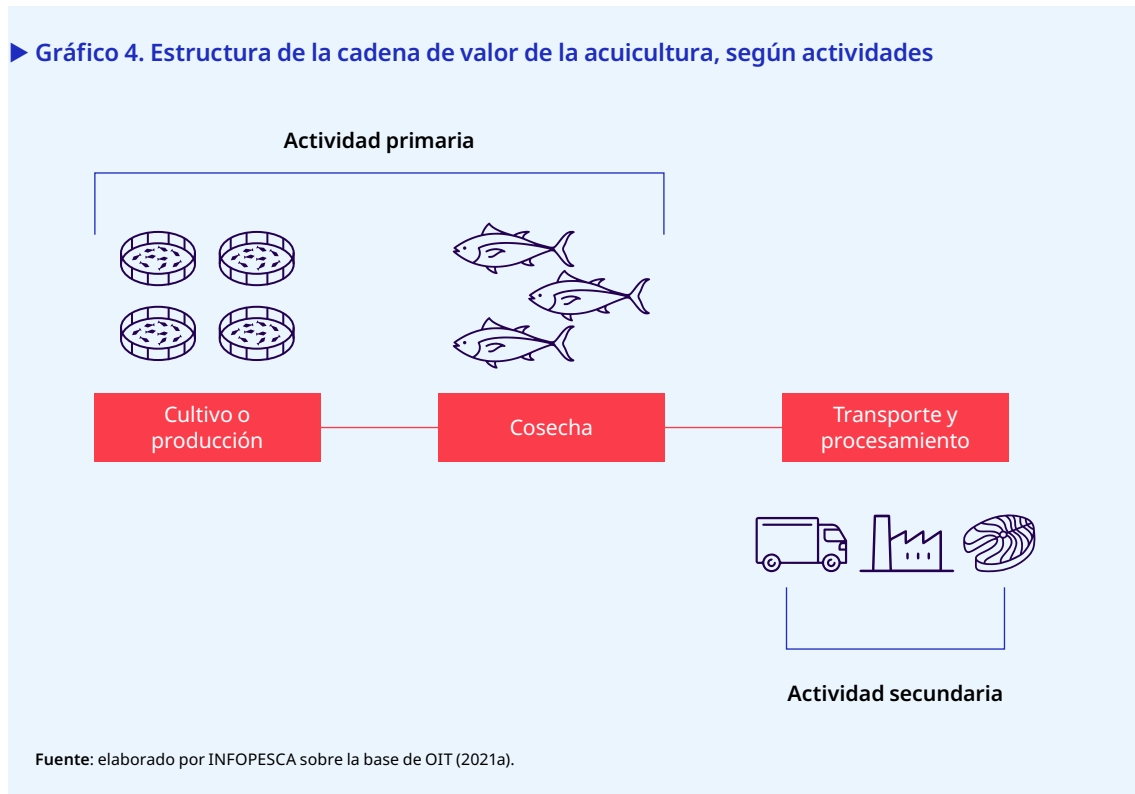 ▶ Gráfico 4. Estructura de la cadena de valor de la acuicultura, según actividades
Actividad primaria
Cultivo o
producción
Cosecha
Transporte y
procesamiento
Actividad secundaria
Fuente: elaborado por INFOPESCA sobre la base de OIT (2021a).